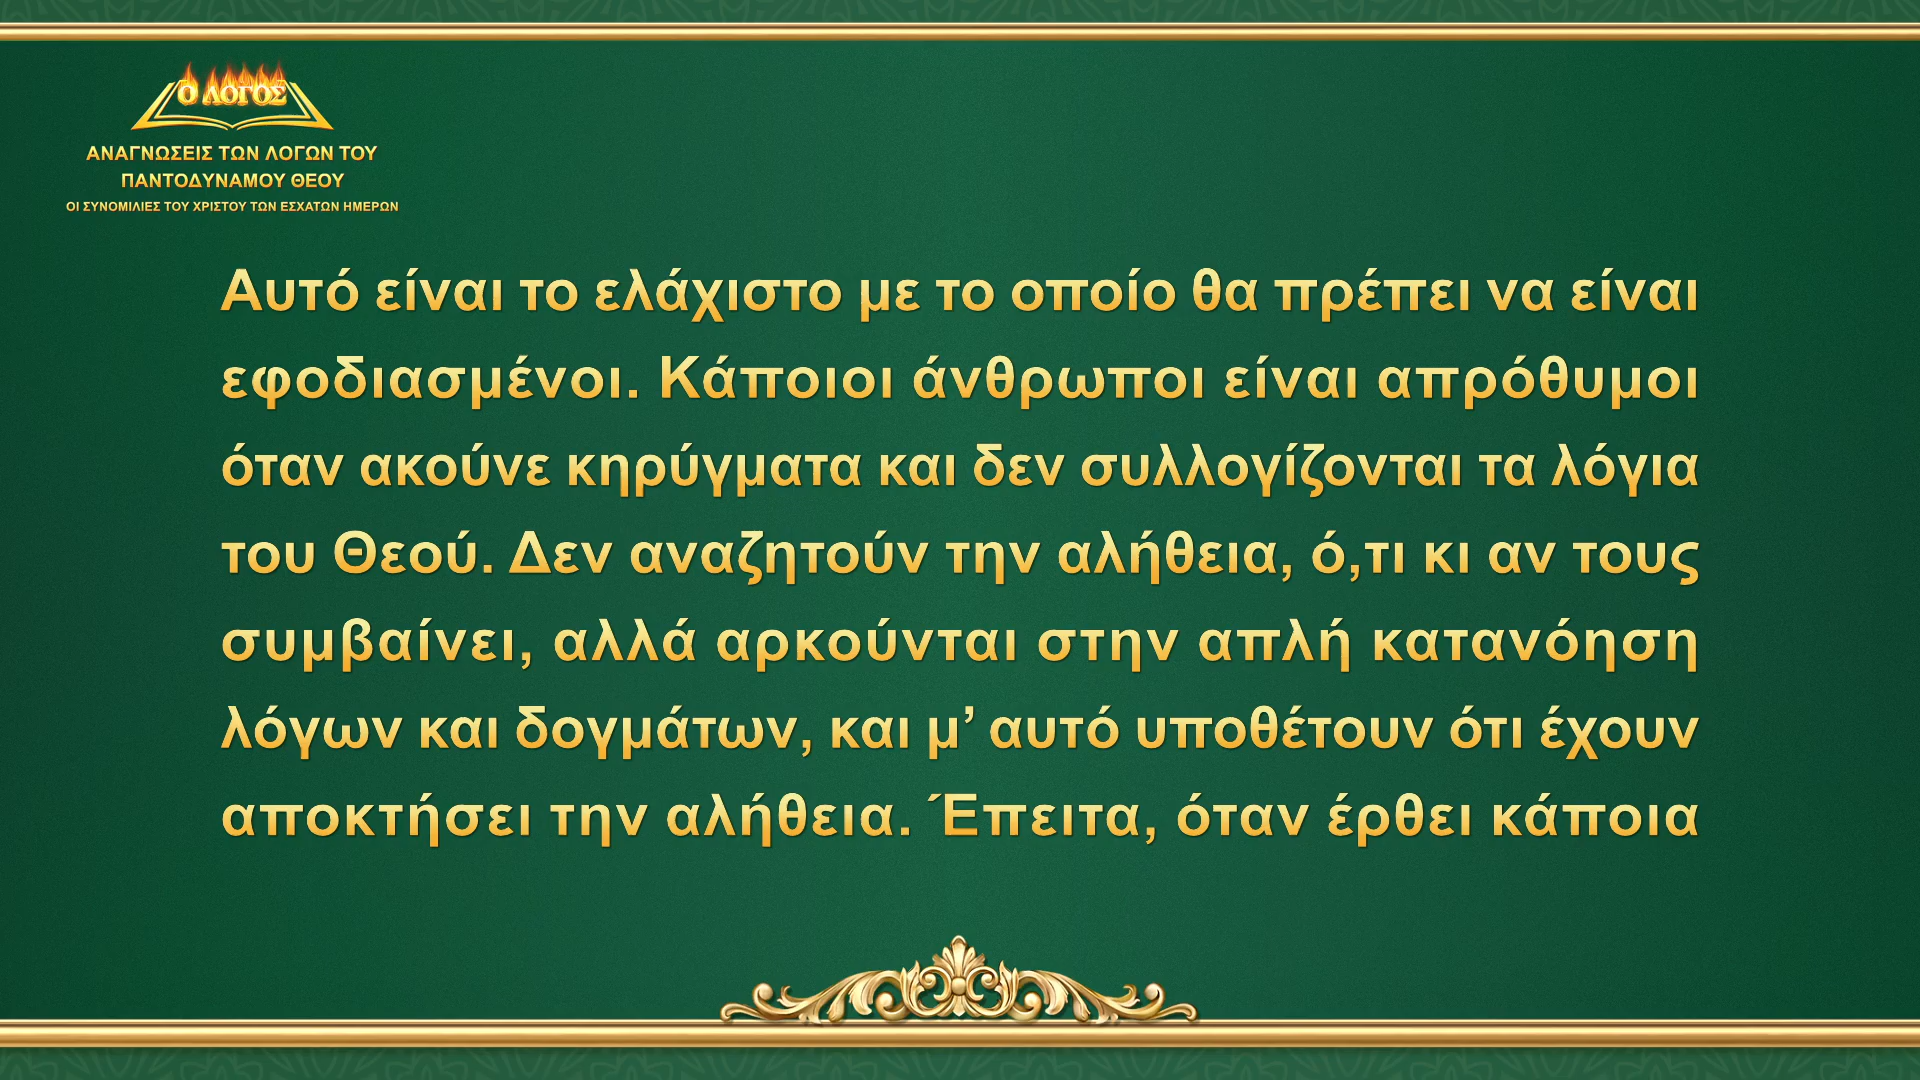 Ο ΛΟΓΟΣ
ΑΝΑΓΝΩΣΕΙΣ ΤΩΝ ΛΟΓΩΝ ΤΟΥ
ΠΑΝΤΟΔΥΝΑΜΟΥ ΘΕΟΥ
ΟΙ ΣΥΝΟΜΙΛΙΕΣ ΤΟΥ ΧΡΙΣΤΟΥ ΤΩΝ ΕΣΧΑΤΩΝ ΗΜΕΡΩΝ
Αυτό είναι το ελάχιστο με το οποίο θα πρέπει να είναι
εφοδιασμένοι. Κάποιοι άνθρωποι είναι απρόθυμοι
όταν ακούνε κηρύγματα και δεν συλλογίζονται τα λόγια
του Θεού. Δεν αναζητούν την αλήθεια, ό,τι κι αν τους
συμβαίνει, αλλά αρκούνται στην απλή κατανόηση
λόγων και δογμάτων, και μ’ αυτό υποθέτουν ότι έχουν
αποκτήσει την αλήθεια. Έπειτα, όταν έρθει κάποια